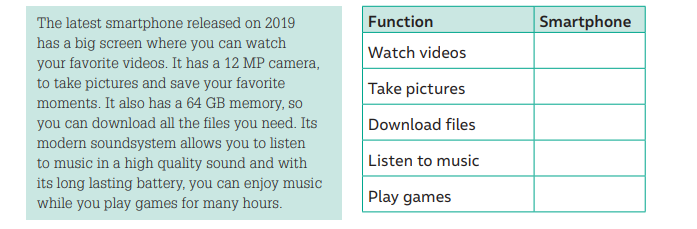 The latest smartphone released on 2019
has a big screen where you can watch
your favorite videos. It has a 12 MP camera,
to take pictures and save your favorite
moments. It also has a 64 GB memory, so
you can download all the files you need. Its
modern soundsystem allows you to listen
to music in a high quality sound and with
its long lasting battery, you can enjoy music
while you play games for many hours.
Function Smartphone
Watch videos
Take pictures
Download files
Listen to music
Play games